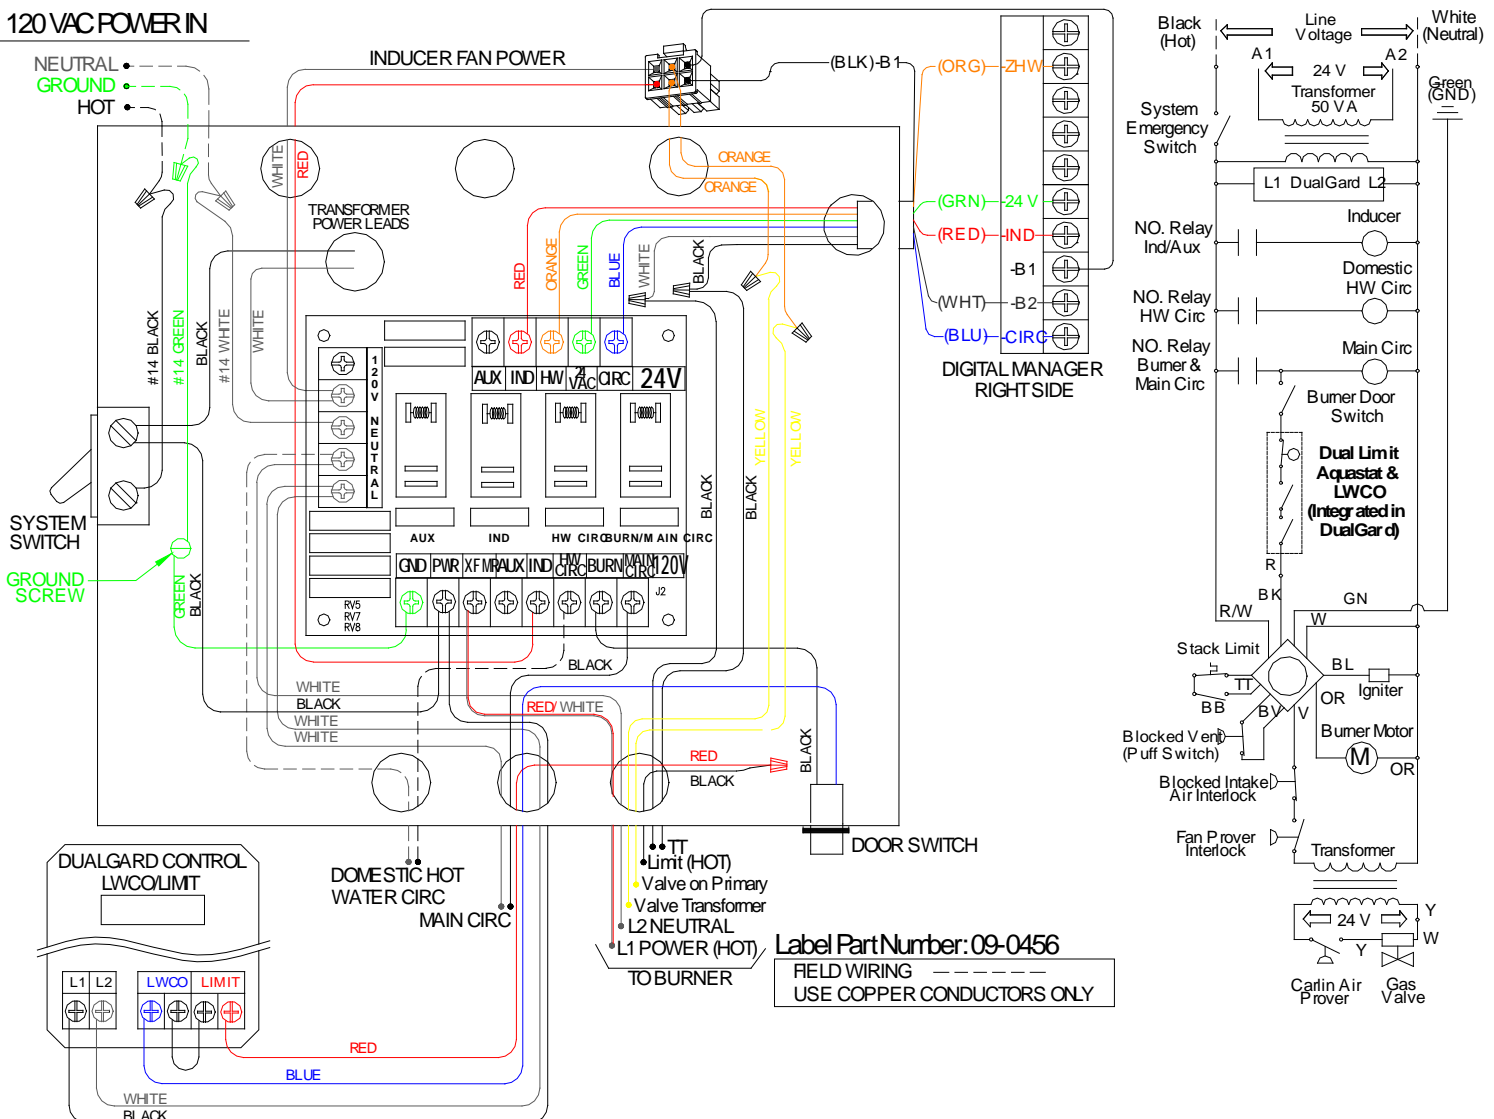 120 VAC POWER IN
NEUTRAL
GROUND
HOT
INDUCER FAN POWER
WHITE
RED
TRANSFORMER
POWER LEADS
ORANGE
ORANGE
(BLK)-B1
(ORG)
-ZHW
(GRN)
-24 V
(RED)
-IND
-B1
(WHT)
-B2
(BLU)
-CIRC
DIGITAL MANAGER
RIGHT SIDE
#14 BLACK
#14 GREEN
BLACK
#14 WHITE
WHITE
RED
ORANGE
GREEN
BLUE
WHITE
BLACK
120V NEUTRAL
AUX
IND
HW
24
VAC
CIRC
24V
YELLOW
YELLOW
BLACK
BLACK
AUX
IND
HW CIRC
BURN/MAIN CIRC
GND
PWR
XFMR
AUX
IND
HW
CIRC
BURN
MAIN
CIRC
120V
J2
RV5
RV7
RV8
SYSTEM
SWITCH
GROUND
SCREW
GREEN
BLACK
BLACK
WHITE
BLACK
WHITE
WHITE
RED/ WHITE
RED
BLACK
BLACK
DOOR SWITCH
TT
Limit (HOT)
Valve on Primary
Valve Transformer
L2 NEUTRAL
L1 POWER (HOT)
TO BURNER
DOMESTIC HOT
WATER CIRC
MAIN CIRC
DUALGARD CONTROL
LWCO/LIMIT
L1
L2
LWCO
LIMIT
RED
BLUE
WHITE
BLACK
Label Part Number: 09-0456
FIELD WIRING
USE COPPER CONDUCTORS ONLY
Black
(Hot)
Line
Voltage
White
(Neutral)
A1
A2
24 V
Transformer
50 VA
Green
(GND)
System
Emergency
Switch
L1 DualGard L2
NO. Relay
Ind/Aux
Inducer
Domestic
HW Circ
NO. Relay
HW Circ
NO. Relay
Burner &
Main Circ
Main Circ
Burner Door
Switch
Dual Limit
Aquastat &
LWCO
(Integrated in
DualGard)
R
BK
R/W
GN
W
Stack Limit
TT
BB
BL
Igniter
OR
BV
V
Blocked Vent
(Puff Switch)
Burner Motor
M
OR
Blocked Intake
Air Interlock
Fan Prover
Interlock
Transformer
24 V
Y
Y
W
Carlin Air
Prover
Gas
Valve